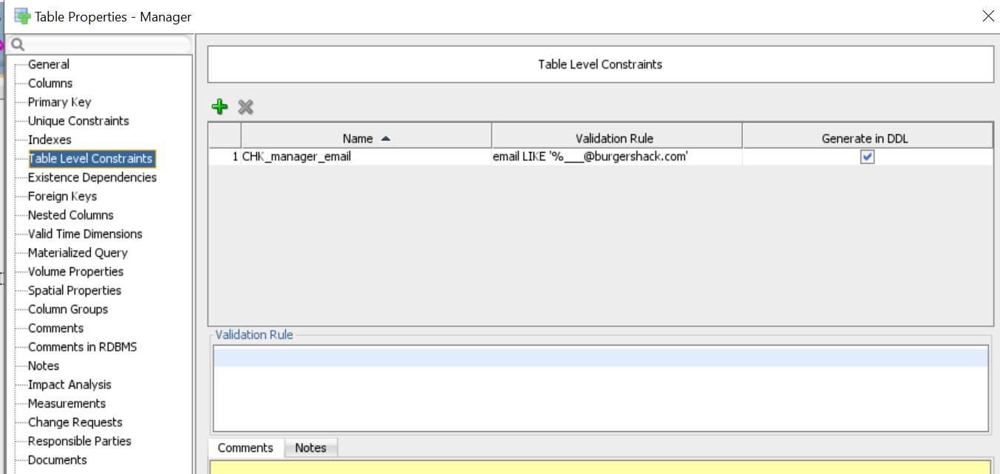 Table Properties - Manager
General
Columns
Primary Key
Unique Constraints
Indexes
Table Level Constraints
Existence Dependencies
Foreign Keys
Nested Columns
Valid Time Dimensions
Materialized Query
Volume Properties
Spatial Properties
Column Groups
Comments
Comments in RDBMS
Notes
Impact Analysis
Measurements
Change Requests
Responsible Parties
Documents
Table Level Constraints
Name Validation Rule Generate in DDL
1 CHK_manager_email email LIKE '%___@burgershack.com'
Validation Rule
Comments Notes